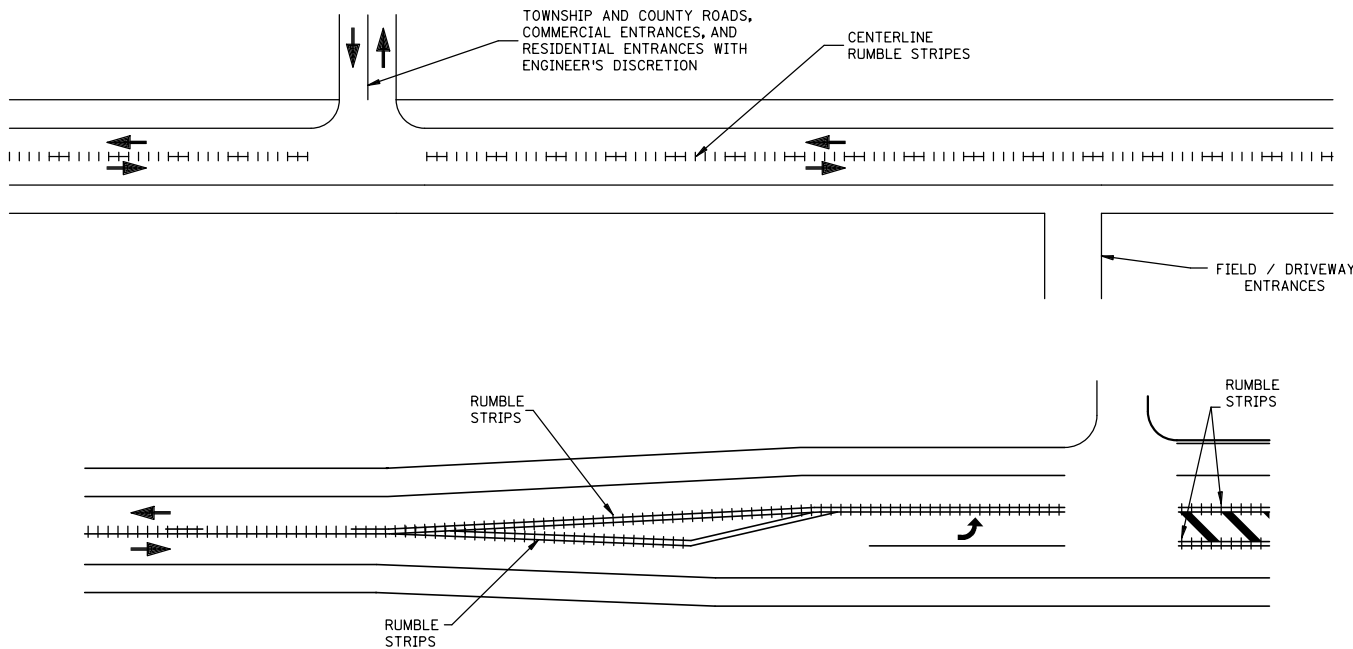 TOWNSHIP AND COUNTY ROADS,
COMMERCIAL ENTRANCES, AND
RESIDENTIAL ENTRANCES WITH
ENGINEER'S DISCRETION
CENTERLINE
RUMBLE STRIPES
FIELD / DRIVEWAY
ENTRANCES
RUMBLE
STRIPS
RUMBLE
STRIPS
RUMBLE
STRIPS